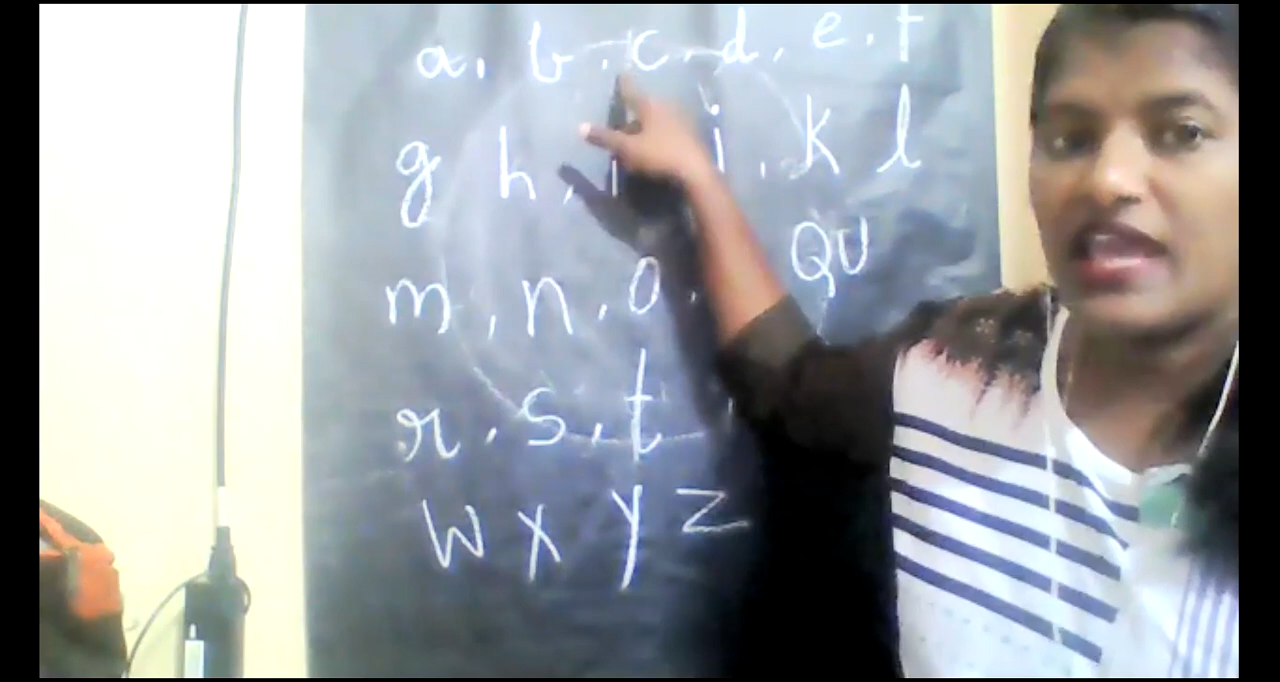 a. b. c. d. e. f
g h, i j. K l
m, n, o. QU
r. s, t
W X Y Z